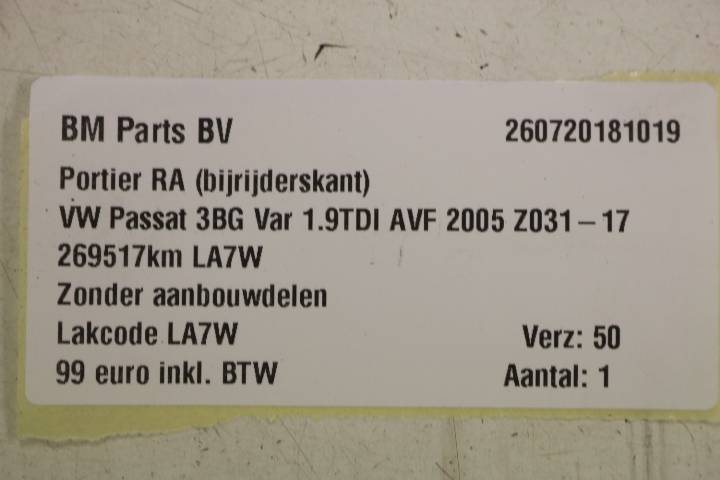 BM Parts BV 260720181019
Portier RA (bijrijderskant)
VW Passat 3BG Var 1.9TDI AVF 2005 Z031-17
269517km LA7W
Zonder aanbouwdelen
Lakcode LA7W Verz: 50
99 euro inkl. BTW Aantal: 1